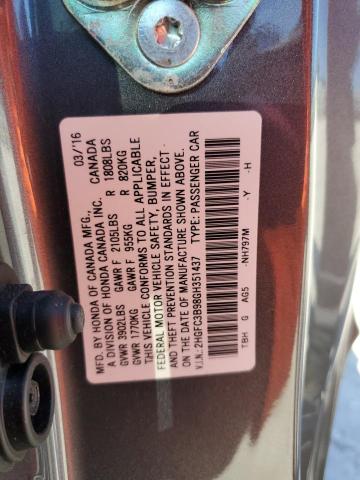 MFD. BY HONDA OF CANADA MFG., 03/'16
A DIVISION OF HONDA CANADA INC. CANADA
GVWR 3902LBS GAWR F 2105LBS R 1808LBS
GVWR 1770KG GAWR F 955KG R 820KG
THIS VEHICLE CONFORMS TO ALL APPLICABLE
FEDERAL MOTOR VEHICLE SAFETY, BUMPER,
AND THEFT PREVENTION STANDARDS IN EFFECT
ON THE DATE OF MANUFACTURE SHOWN ABOVE.
V.I.N.: 2HGFC3B98GH351437 TYPE: PASSENGER CAR
TBH G AG5 -NH797M -Y -H